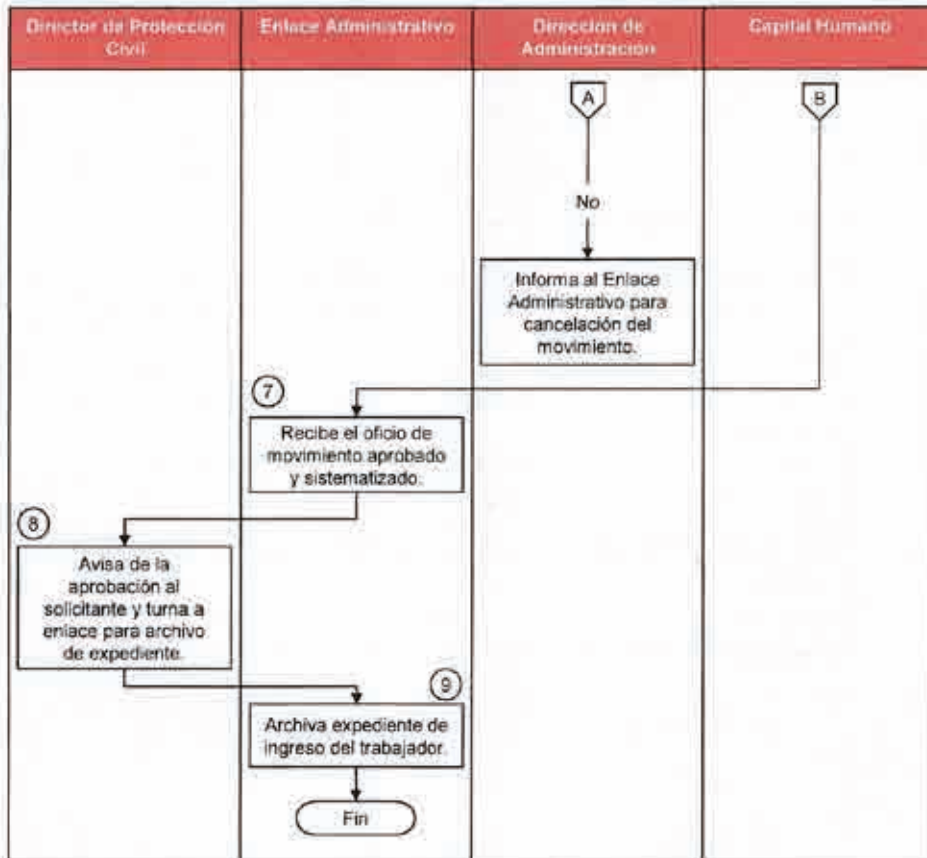 Director de Protección
Civil
Enlace Administrativo
Dirección de
Administración
Capital Humano
A
B
No
Informa al Enlace
Administrativo para
cancelación del
movimiento.
7
Recibe el oficio de
movimiento aprobado
y sistematizado.
8
Avisa de la
aprobación al
solicitante y turna a
enlace para archivo
de expediente.
9
Archiva expediente de
ingreso del trabajador.
Fin